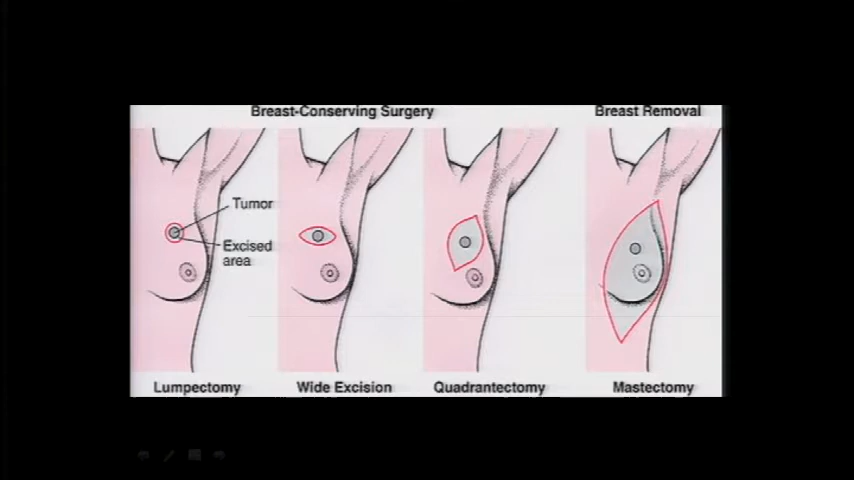 Breast-Conserving Surgery
Breast Removal
Tumor
Excised
area
Lumpectomy
Wide Excision
Quadrantectomy
Mastectomy